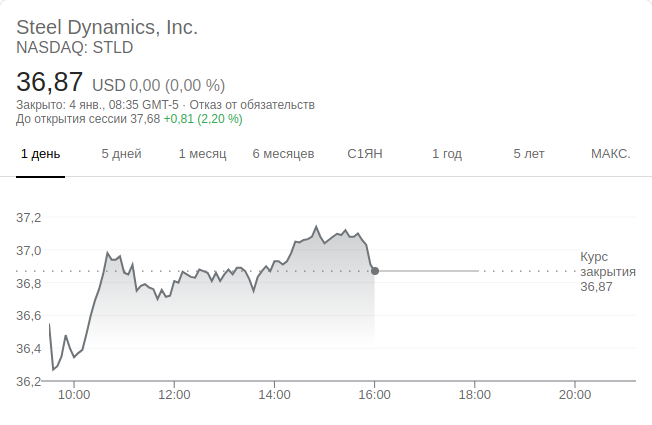 Steel Dynamics, Inc.
NASDAQ: STLD
36,87 USD 0,00 (0,00 %)
Закрыто: 4 янв., 08:35 GMT-5 · Отказ от обязательств
До открытия сессии 37,68 +0,81 (2,20 %)
1 день 5 дней 1 месяц 6 месяцев С1ЯН 1 год 5 лет МАКС.
37,2
37,0
Курс
закрытия
36,87
36,8
36,6
36,4
36,2
10:00 12:00 14:00 16:00 18:00 20:00